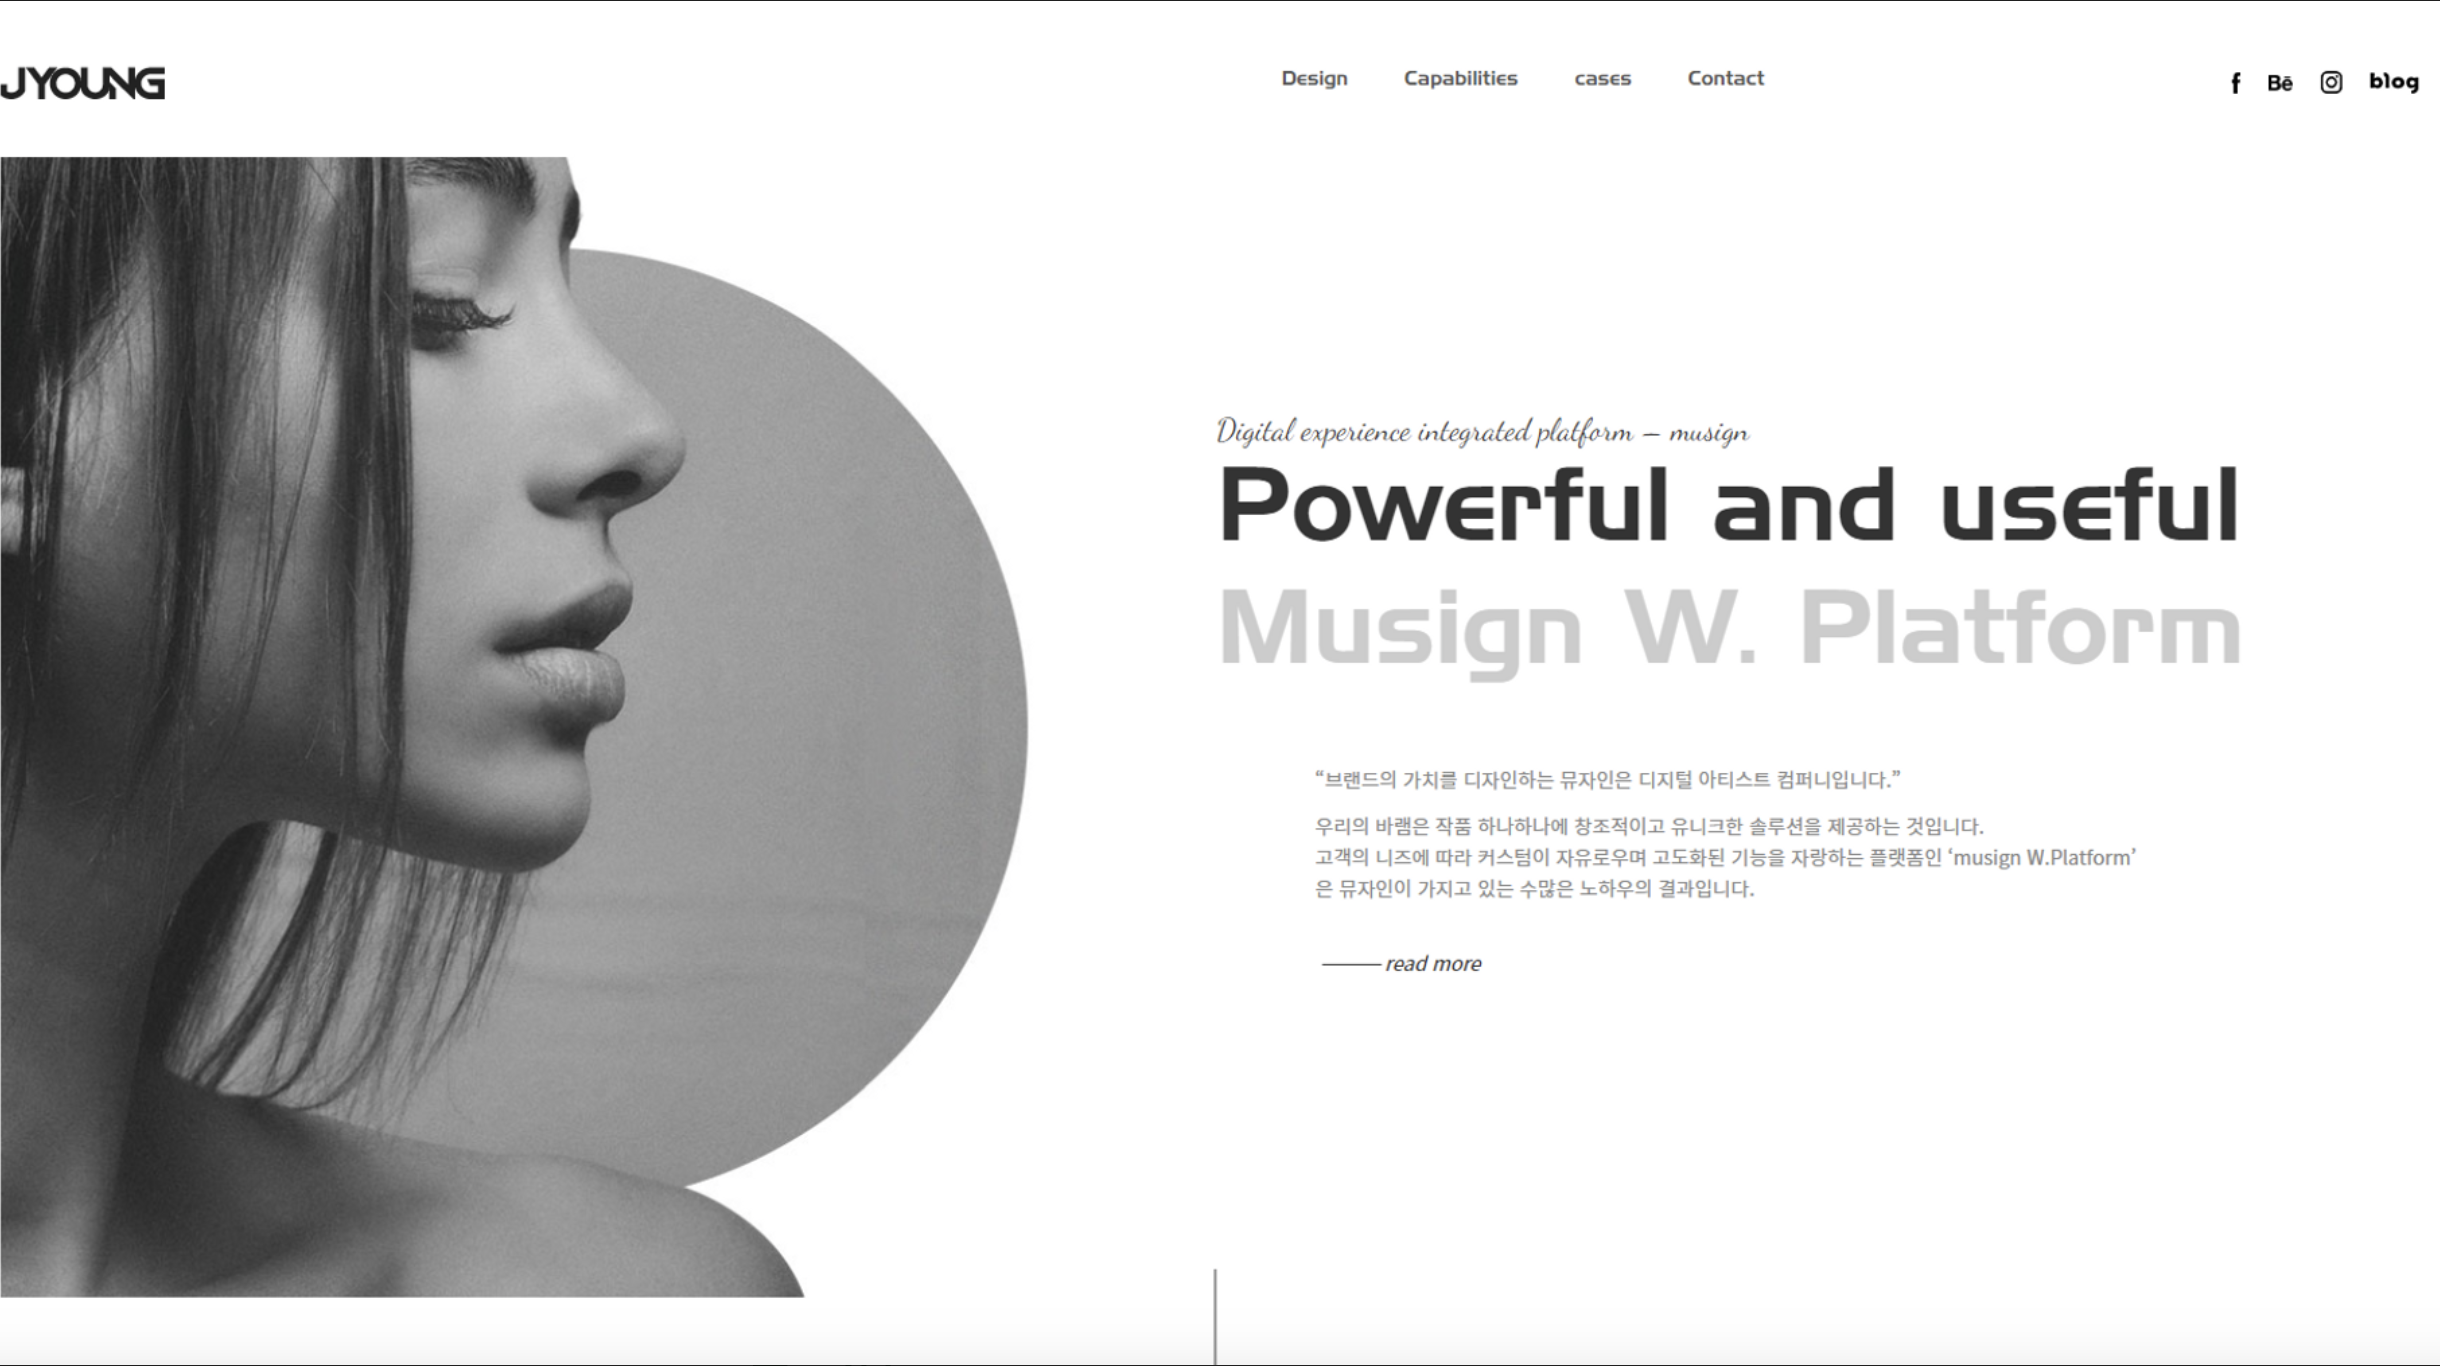 JYOUNG
Design Capabilities cases Contact
f Bē blog
Digital experience integrated platform – musign
Powerful and useful
Musign W. Platform
“브랜드의 가치를 디자인하는 뮤자인은 디지털 아티스트 컴퍼니입니다.”
우리의 바램은 작품 하나하나에 창조적이고 유니크한 솔루션을 제공하는 것입니다.
고객의 니즈에 따라 커스텀이 자유로우며 고도화된 기능을 자랑하는 플랫폼인 ‘musign W.Platform’
은 뮤자인이 가지고 있는 수많은 노하우의 결과입니다.
read more